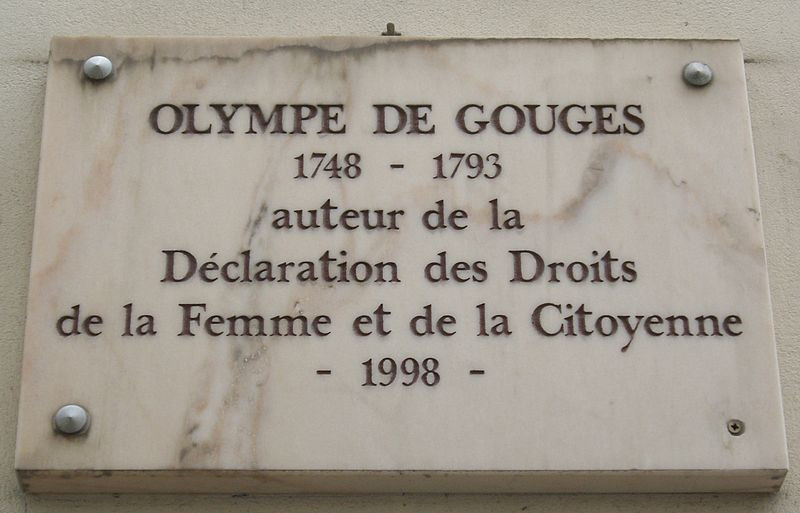 OLYMPE DE GOUGES
1748 - 1793
auteur de la
Déclaration des Droits
de la Femme et de la Citoyenne
- 1998 -